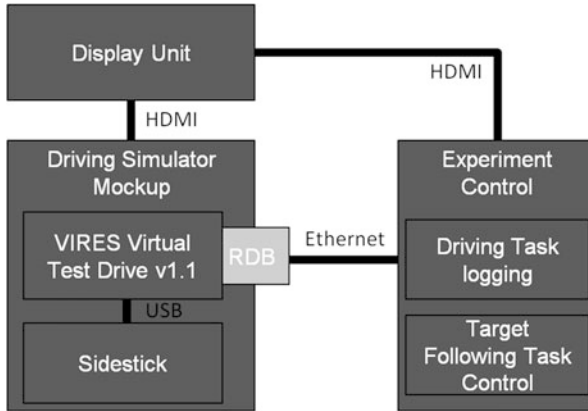 Display Unit
HDMI
HDMI
Driving Simulator
Mockup
Experiment
Control
VIRES Virtual
Test Drive v1.1
RDB
Ethernet
Driving Task
logging
USB
Sidestick
Target
Following Task
Control